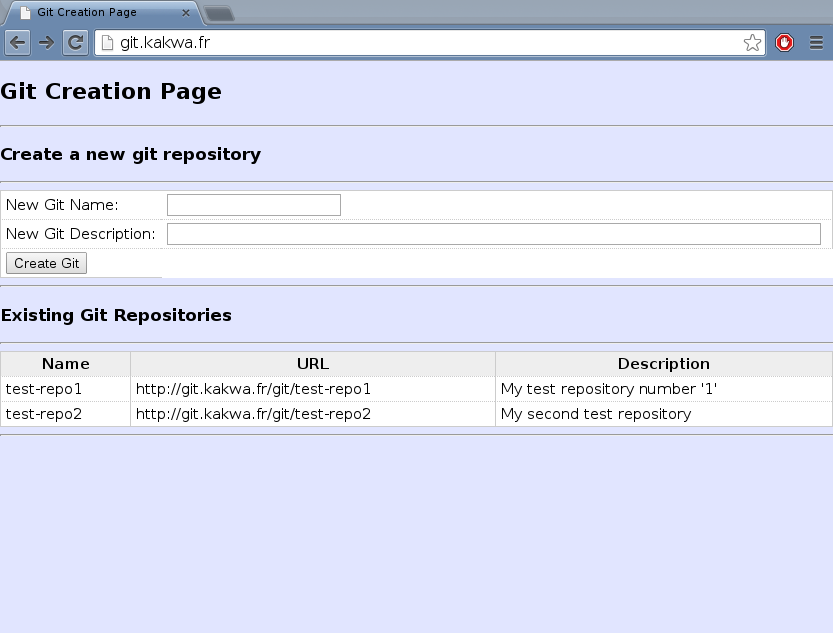 Git Creation Page
git.kakwa.fr
Git Creation Page
Create a new git repository
New Git Name:
New Git Description:
Create Git
Existing Git Repositories
Name URL Description
test-repo1 http://git.kakwa.fr/git/test-repo1 My test repository number '1'
test-repo2 http://git.kakwa.fr/git/test-repo2 My second test repository